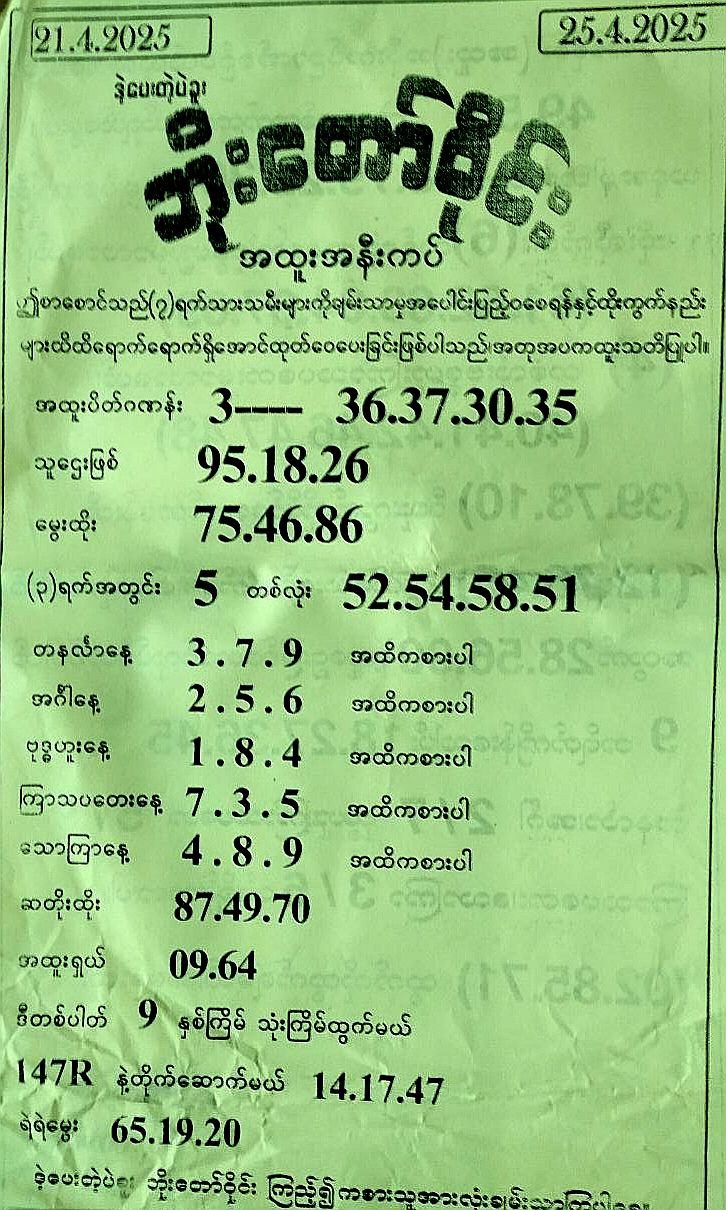 21.4.2025 25.4.2025
ဒဲ့ပေးတဲ့ပဲခူး
ဘိုးတော်ဝိုင်း
အထူးအနီးကပ်
ဤစာစောင်သည်(၇)ရက်သားသမီးများကိုချမ်းသာမှုအပေါင်းပြည့်ဝစေရန်နှင့်ထိုးကွက်နည်း
များထိထိရောက်ရောက်ရှိအောင်ထုတ်ဝေပေးခြင်းဖြစ်ပါသည်၊အတုအပကထူးသတိပြုပါ။
အထူးပိတ်ဂဏန်း 3---- 36.37.30.35
သူဌေးဖြစ် 95.18.26
မွေးထိုး 75.46.86
(၃)ရက်အတွင်း 5 တစ်လုံး 52.54.58.51
တနင်္လာနေ့ 3.7.9 အထိကစားပါ
အင်္ဂါနေ့ 2.5.6 အထိကစားပါ
ဗုဒ္ဓဟူးနေ့ 1.8.4 အထိကစားပါ
ကြာသပတေးနေ့ 7.3.5 အထိကစားပါ
သောကြာနေ့ 4.8.9 အထိကစားပါ
ဆတိုးထိုး 87.49.70
အထူးရှယ် 09.64
ဒီတစ်ပါတ် 9 နှစ်ကြိမ် သုံးကြိမ်ထွက်မယ်
147R နဲ့တိုက်ဆောက်မယ် 14.17.47
ရဲရဲမွေး 65.19.20
ဒဲ့ပေးတဲ့ပဲခူး ဘိုးတော်ဝိုင်း ကြည့်၍ကစားသူအားလုံးချမ်းသာကြပါစေ။